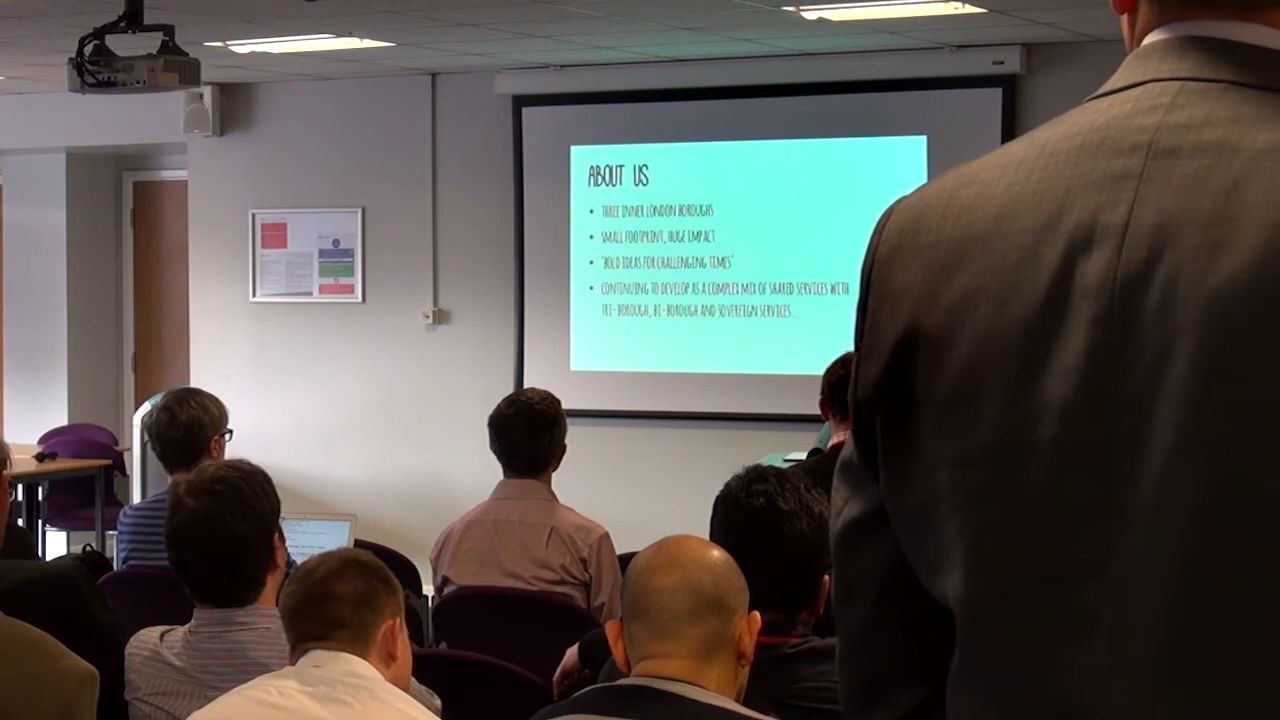 ABOUT US
• THREE INNER LONDON BOROUGHS
• SMALL FOOTPRINT, HUGE IMPACT
• 'BOLD IDEAS FOR CHALLENGING TIMES'
• CONTINUING TO DEVELOP AS A COMPLEX MIX OF SHARED SERVICES WITH
TRI-BOROUGH, BI-BOROUGH AND SOVEREIGN SERVICES...